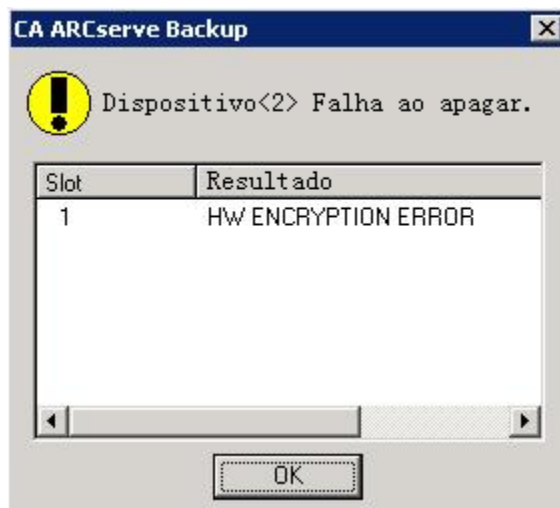 CA ARCserve Backup
Dispositivo<2> Falha ao apagar.
Slot Resultado
1 HW ENCRYPTION ERROR
OK